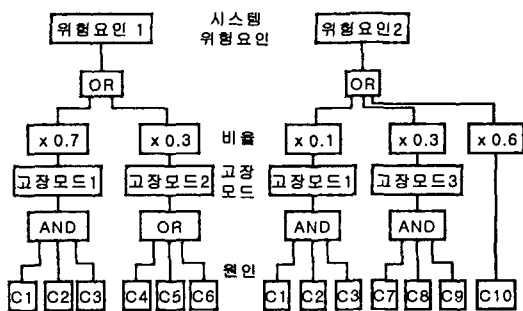 위험요인 1
시스템
위험요인
위험요인2
OR
OR
x 0.7
x 0.3
비율
x 0.1
x 0.3
x 0.6
고장모드1
고장모드2
고장
모드
고장모드1
고장모드3
AND
OR
AND
AND
원인
C1 C2 C3 C4 C5 C6 C1 C2 C3 C7 C8 C9 C10